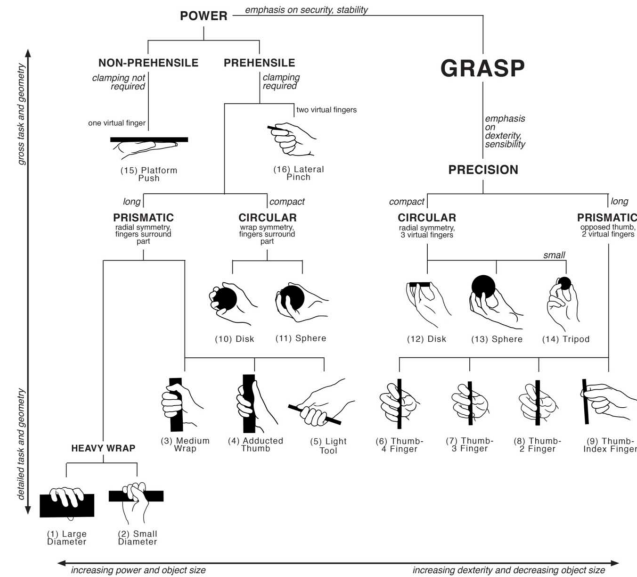 POWER
emphasis on security, stability
NON-PREHENSILE
clamping not
required
PREHENSILE
clamping
required
GRASP
one virtual finger
two virtual fingers
emphasis
on
dexterity,
sensibility
(15) Platform
Push
(16) Lateral
Pinch
PRECISION
long
compact
compact
long
PRISMATIC
radial symmetry,
fingers surround
part
CIRCULAR
wrap symmetry,
fingers surround
part
CIRCULAR
radial symmetry,
3 virtual fingers
PRISMATIC
opposed thumb,
2 virtual fingers
small
(10) Disk
(11) Sphere
(12) Disk
(13) Sphere
(14) Tripod
(3) Medium
Wrap
(4) Adducted
Thumb
(5) Light
Tool
(6) Thumb-
4 Finger
(7) Thumb-
3 Finger
(8) Thumb-
2 Finger
(9) Thumb-
Index Finger
HEAVY WRAP
(1) Large
Diameter
(2) Small
Diameter
gross task and geometry
detailed task and geometry
increasing power and object size
increasing dexterity and decreasing object size